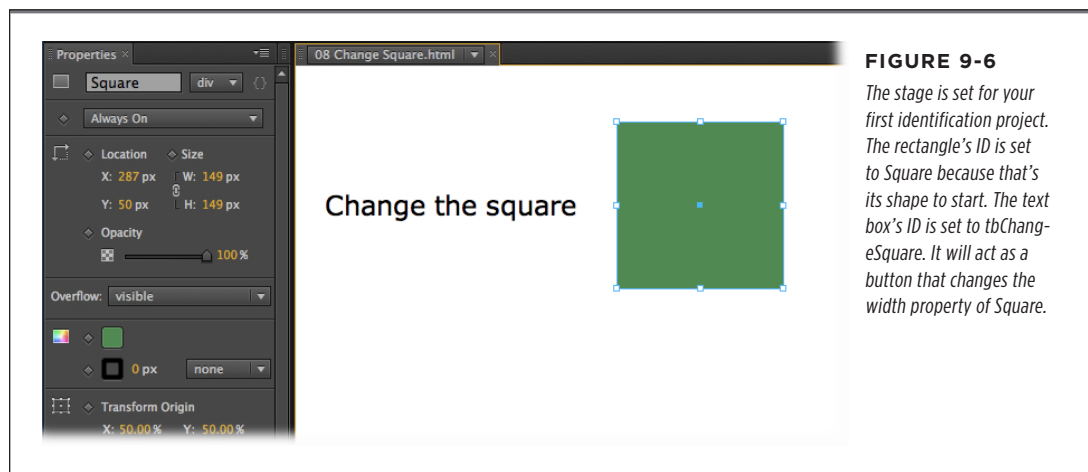 Properties ×
Square
div
{}
Always On
Location
Size
X: 287 px
W: 149 px
Y: 50 px
H: 149 px
Opacity
100%
Overflow: visible
0 px
none
Transform Origin
X: 50.00% Y: 50.00%
08 Change Square.html ×
Change the square
FIGURE 9-6
The stage is set for your
first identification project.
The rectangle's ID is set
to Square because that's
its shape to start. The text
box's ID is set to tbChang-
eSquare. It will act as a
button that changes the
width property of Square.